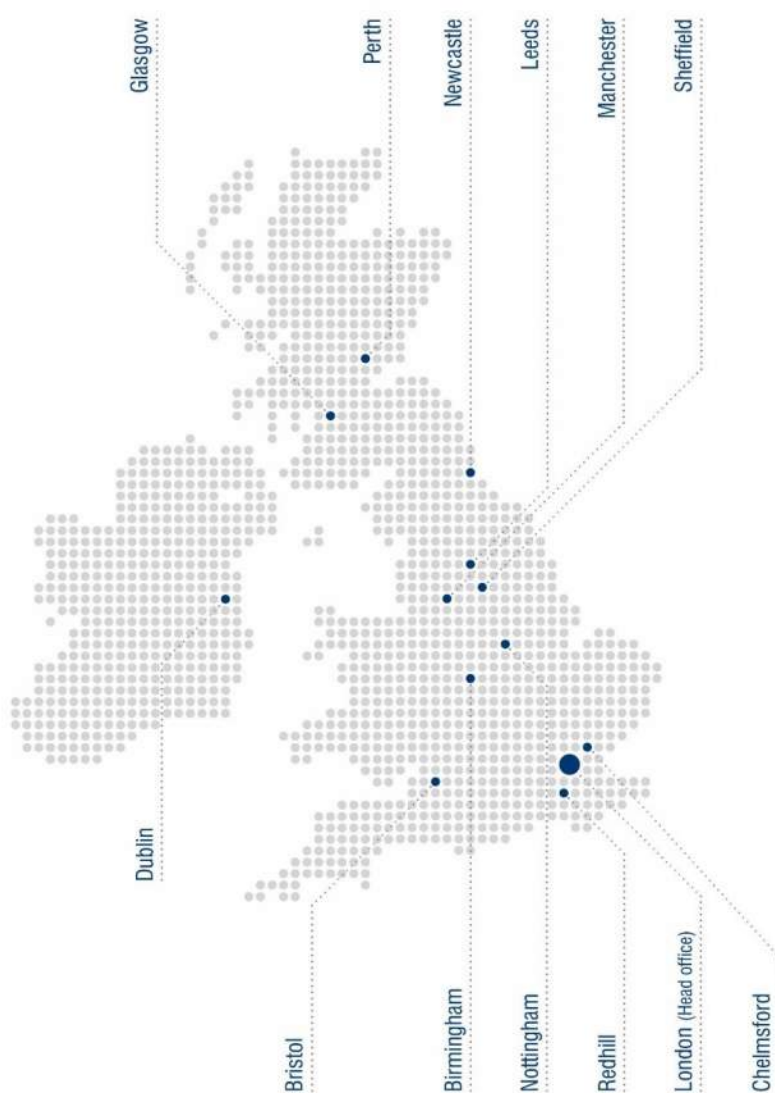 Glasgow
Perth
Newcastle
Leeds
Manchester
Sheffield
Dublin
Bristol
Birmingham
Nottingham
Redhill
London (Head office)
Chelmsford